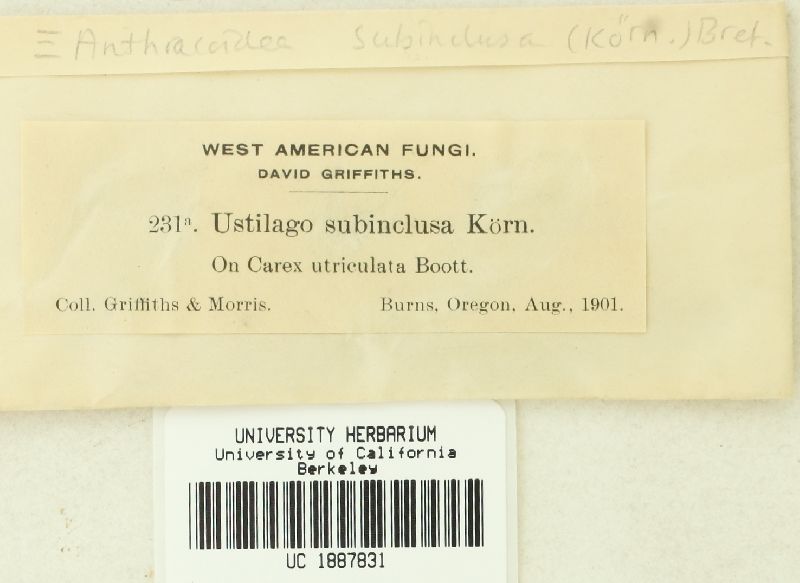 Ξ Anthracoidea subinclusa (Körn.) Bref.
WEST AMERICAN FUNGI.
DAVID GRIFFITHS.
231ª. Ustilago subinclusa Körn.
On Carex utriculata Boott.
Coll. Griffiths & Morris. Burns, Oregon, Aug., 1901.
UNIVERSITY HERBARIUM
University of California
Berkeley
UC 1887831